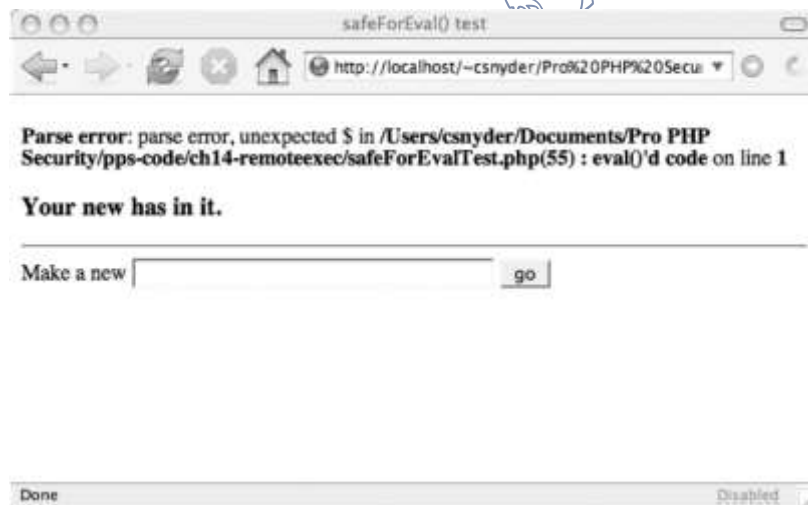 safeForEval() test
http://localhost/~csnyder/Pro%20PHP%20Secu
Parse error: parse error, unexpected $ in /Users/csnyder/Documents/Pro PHP
Security/pps-code/ch14-remoteexec/safeForEvalTest.php(55) : eval()'d code on line 1
Your new has in it.
Make a new
go
Done
Disabled